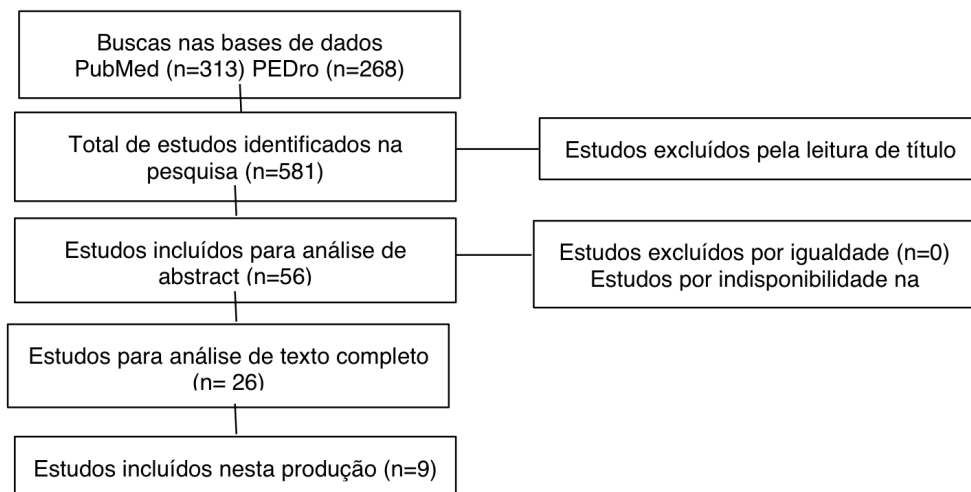 Buscas nas bases de dados
PubMed (n=313) PEDro (n=268)
Total de estudos identificados na
pesquisa (n=581)
Estudos excluídos pela leitura de título
Estudos incluídos para análise de
abstract (n=56)
Estudos excluídos por igualdade (n=0)
Estudos por indisponibilidade na
Estudos para análise de texto completo
(n= 26)
Estudos incluídos nesta produção (n=9)